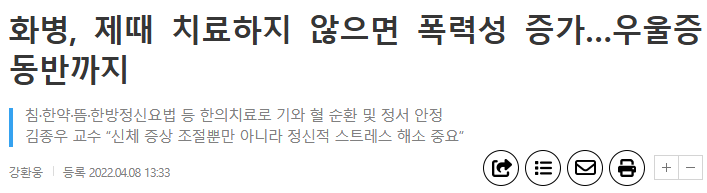 화병, 제때 치료하지 않으면 폭력성 증가...우울증
동반까지
침·한약·뜸·한방정신요법 등 한의치료로 기와 혈 순환 및 정서 안정
김종우 교수 “신체 증상 조절뿐만 아니라 정신적 스트레스 해소 중요”
강환웅 등록 2022.04.08 13:33